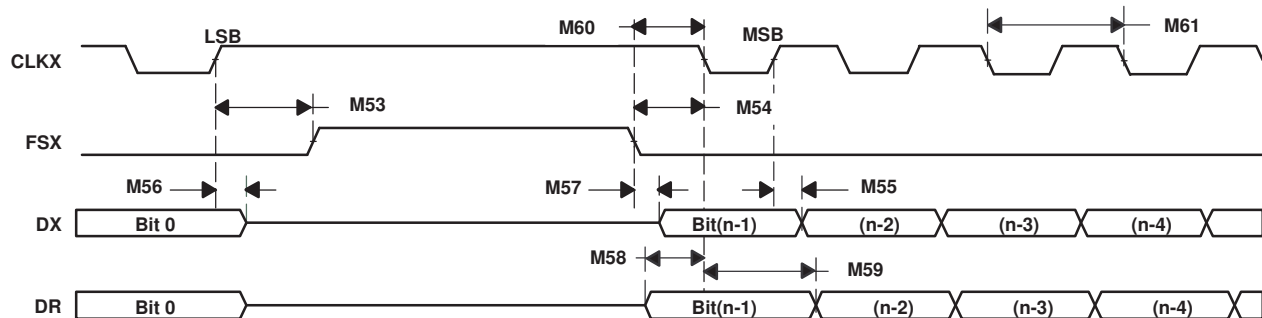 M60
M61
LSB
MSB
CLKX
M53
M54
FSX
M56
M57
M55
DX
Bit 0
Bit(n-1)
(n-2)
(n-3)
(n-4)
M58
M59
DR
Bit 0
Bit(n-1)
(n-2)
(n-3)
(n-4)